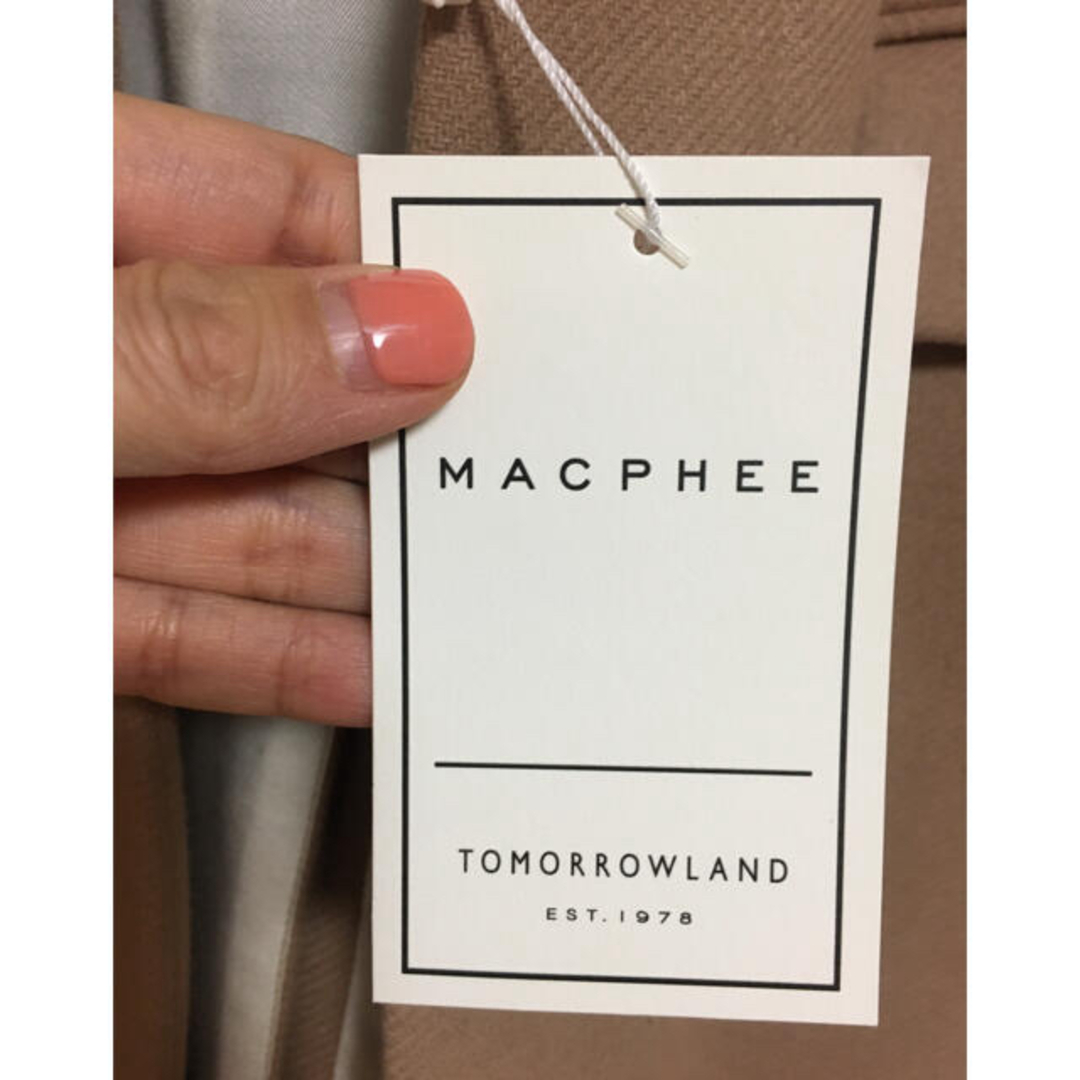 MACPHEE
TOMORROWLAND
EST. 1978